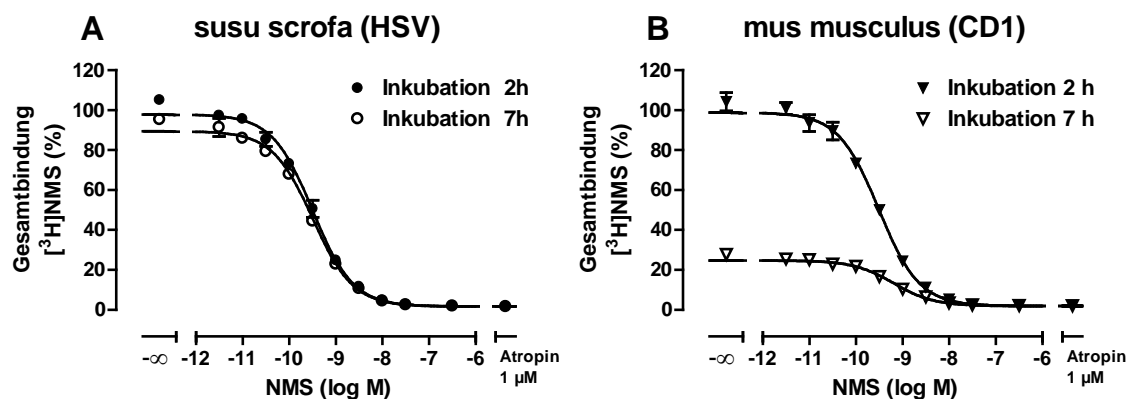 A susu scrofa (HSV)
Gesamtbindung
[³H]NMS (%)
120
100
80
60
40
20
0
Inkubation 2h
Inkubation 7h
-∞ -12 -11 -10 -9 -8 -7 -6 Atropin
1 µM
NMS (log M)
B mus musculus (CD1)
Gesamtbindung
[³H]NMS (%)
120
100
80
60
40
20
0
Inkubation 2 h
Inkubation 7 h
-∞ -12 -11 -10 -9 -8 -7 -6 Atropin
1 µM
NMS (log M)